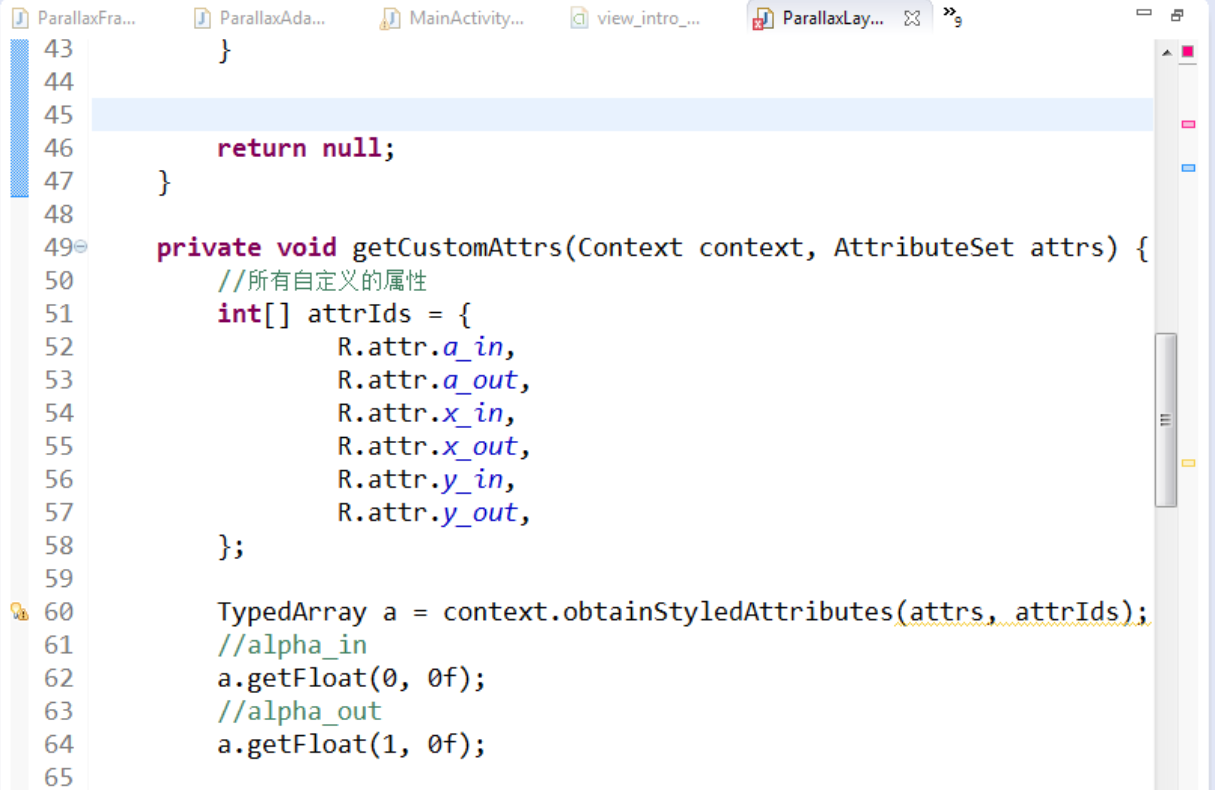 ParallaxFra... ParallaxAda... MainActivity... view_intro_... ParallaxLay... »9
43 }
44
45
46 return null;
47 }
48
49 private void getCustomAttrs(Context context, AttributeSet attrs) {
50 //所有自定义的属性
51 int[] attrIds = {
52 R.attr.a_in,
53 R.attr.a_out,
54 R.attr.x_in,
55 R.attr.x_out,
56 R.attr.y_in,
57 R.attr.y_out,
58 };
59
60 TypedArray a = context.obtainStyledAttributes(attrs, attrIds);
61 //alpha_in
62 a.getFloat(0, 0f);
63 //alpha_out
64 a.getFloat(1, 0f);
65